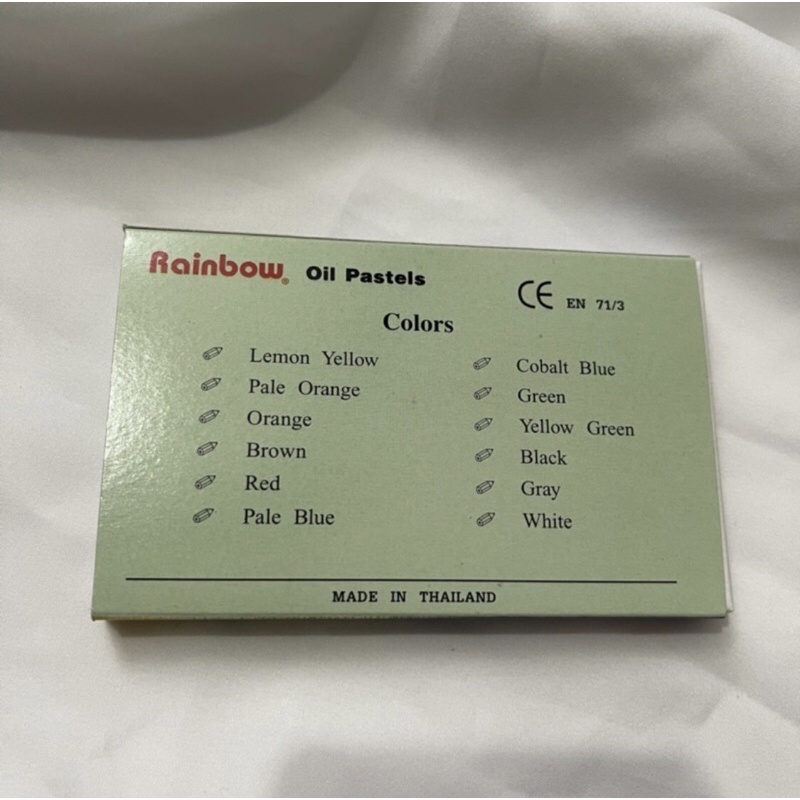 Rainbow® Oil Pastels
CE EN 71/3
Colors
Lemon Yellow
Pale Orange
Orange
Brown
Red
Pale Blue
Cobalt Blue
Green
Yellow Green
Black
Gray
White
MADE IN THAILAND